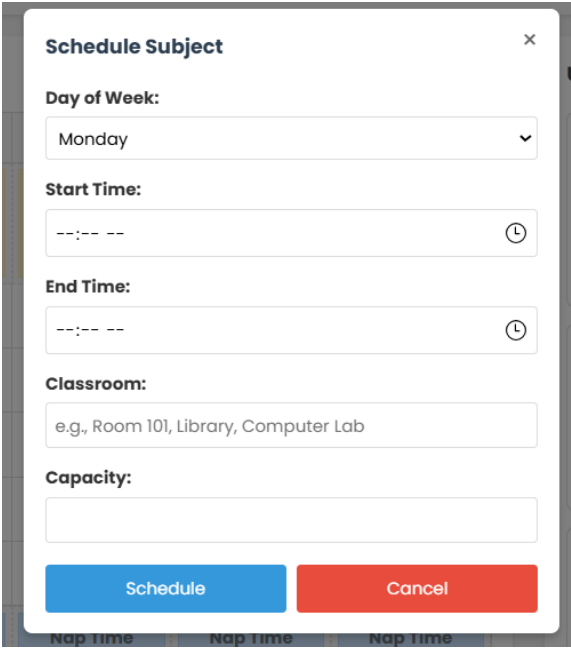 Schedule Subject ×
Day of Week:
Monday
Start Time:
--:-- --
End Time:
--:-- --
Classroom:
e.g., Room 101, Library, Computer Lab
Capacity:
Schedule Cancel
Nap Time Nap Time Nap Time